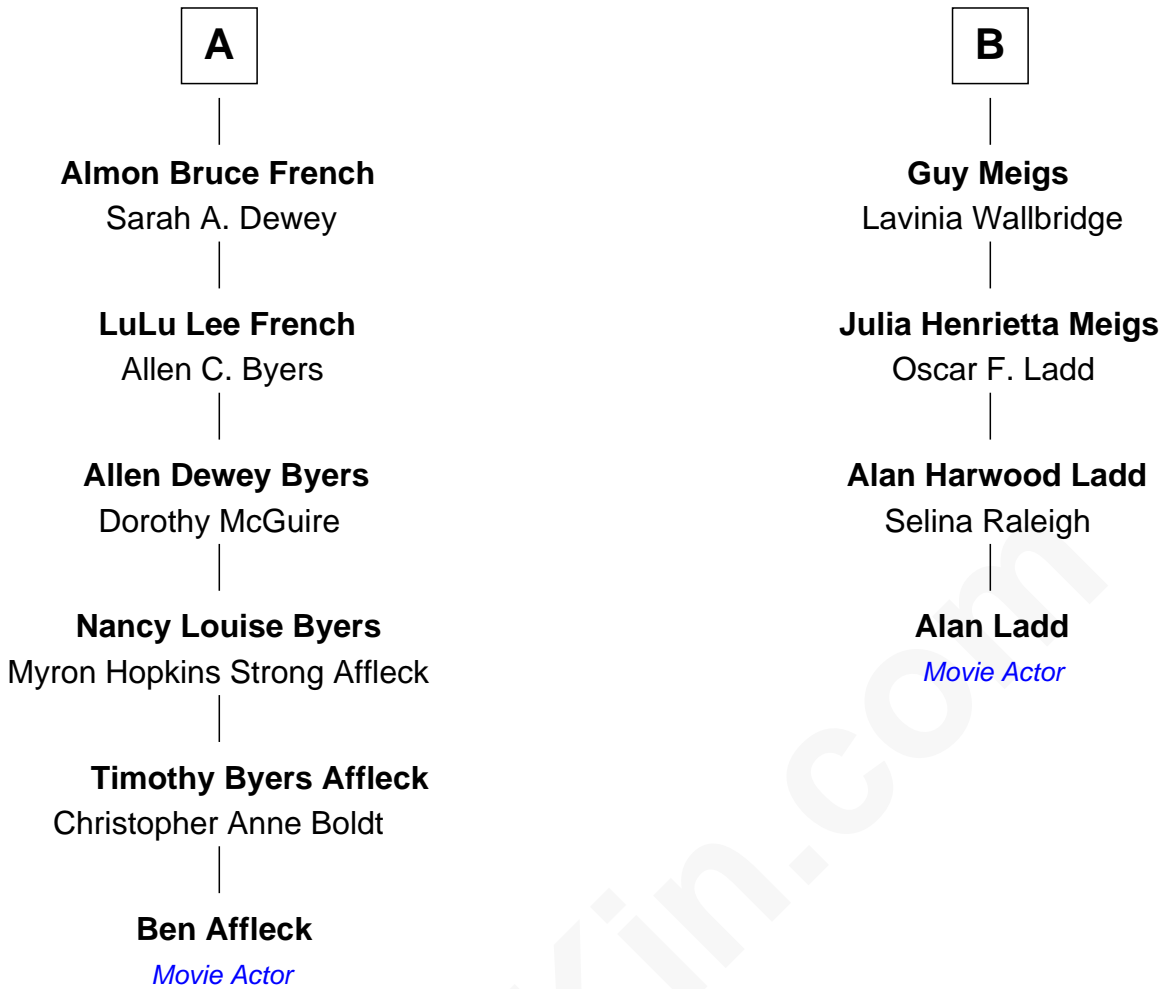 A
Almon Bruce French
Sarah A. Dewey
LuLu Lee French
Allen C. Byers
Allen Dewey Byers
Dorothy McGuire
Nancy Louise Byers
Myron Hopkins Strong Affleck
Timothy Byers Affleck
Christopher Anne Boldt
Ben Affleck
Movie Actor
B
Guy Meigs
Lavinia Wallbridge
Julia Henrietta Meigs
Oscar F. Ladd
Alan Harwood Ladd
Selina Raleigh
Alan Ladd
Movie Actor
Kin.com